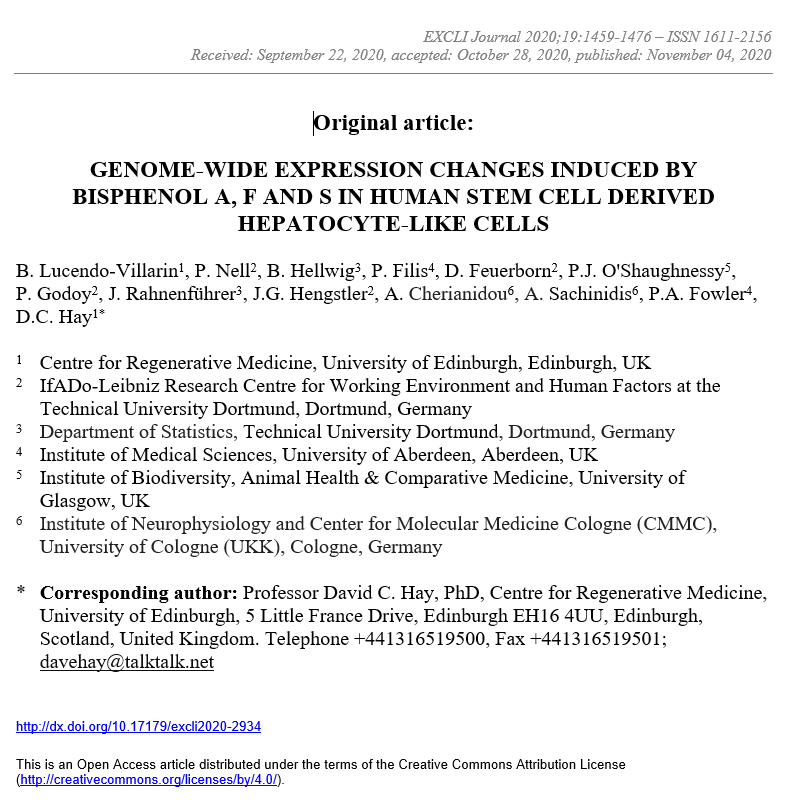 EXCLI Journal 2020;19:1459-1476 – ISSN 1611-2156
Received: September 22, 2020, accepted: October 28, 2020, published: November 04, 2020
Original article:
GENOME-WIDE EXPRESSION CHANGES INDUCED BY
BISPHENOL A, F AND S IN HUMAN STEM CELL DERIVED
HEPATOCYTE-LIKE CELLS
B. Lucendo-Villarin¹, P. Nell², B. Hellwig³, P. Filis⁴, D. Feuerborn², P.J. O'Shaughnessy⁵,
P. Godoy², J. Rahnenführer³, J.G. Hengstler², A. Cherianidou⁶, A. Sachinidis⁶, P.A. Fowler⁴,
D.C. Hay¹*
¹ Centre for Regenerative Medicine, University of Edinburgh, Edinburgh, UK
² IfADo-Leibniz Research Centre for Working Environment and Human Factors at the
Technical University Dortmund, Dortmund, Germany
³ Department of Statistics, Technical University Dortmund, Dortmund, Germany
⁴ Institute of Medical Sciences, University of Aberdeen, Aberdeen, UK
⁵ Institute of Biodiversity, Animal Health & Comparative Medicine, University of
Glasgow, UK
⁶ Institute of Neurophysiology and Center for Molecular Medicine Cologne (CMMC),
University of Cologne (UKK), Cologne, Germany
* Corresponding author: Professor David C. Hay, PhD, Centre for Regenerative Medicine,
University of Edinburgh, 5 Little France Drive, Edinburgh EH16 4UU, Edinburgh,
Scotland, United Kingdom. Telephone +441316519500, Fax +441316519501;
davehay@talktalk.net
http://dx.doi.org/10.17179/excli2020-2934
This is an Open Access article distributed under the terms of the Creative Commons Attribution License
(http://creativecommons.org/licenses/by/4.0/).